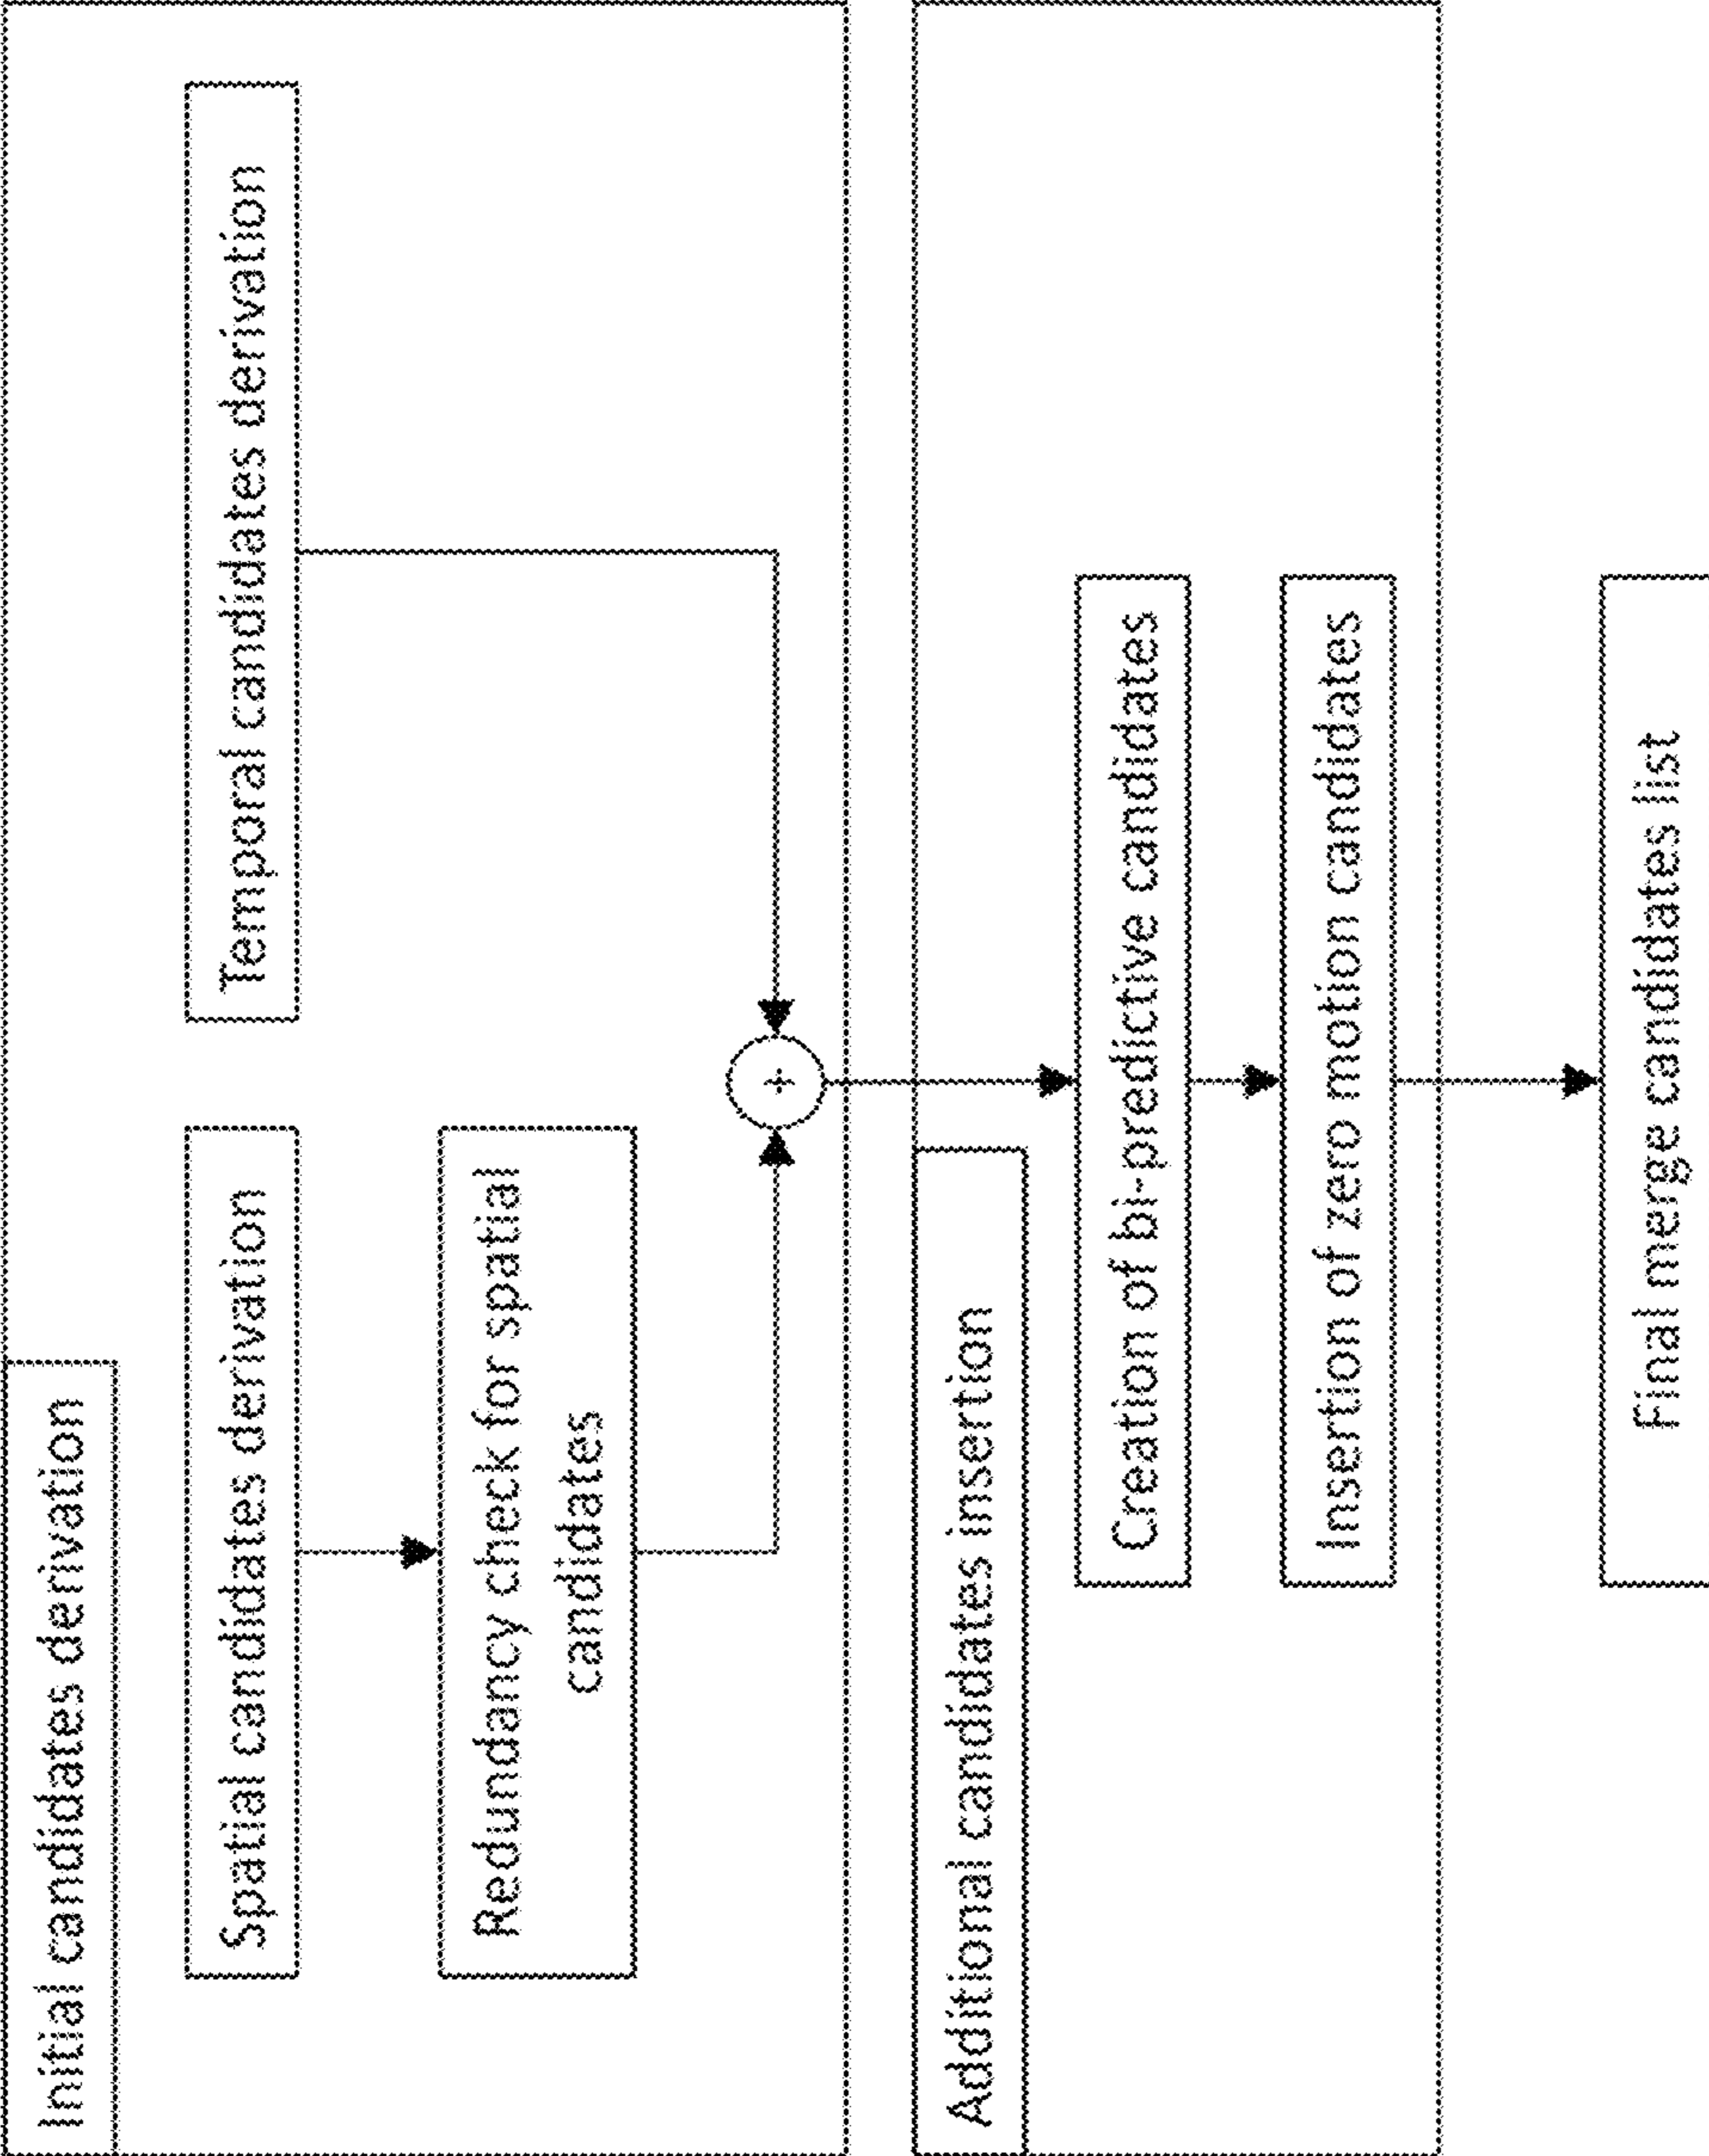 Initial candidates derivation
Spatial candidates derivation
Temporal candidates derivation
Redundancy check for spatial
candidates
+
Additional candidates insertion
Creation of bi-predictive candidates
Insertion of zero motion candidates
Final merge candidates list